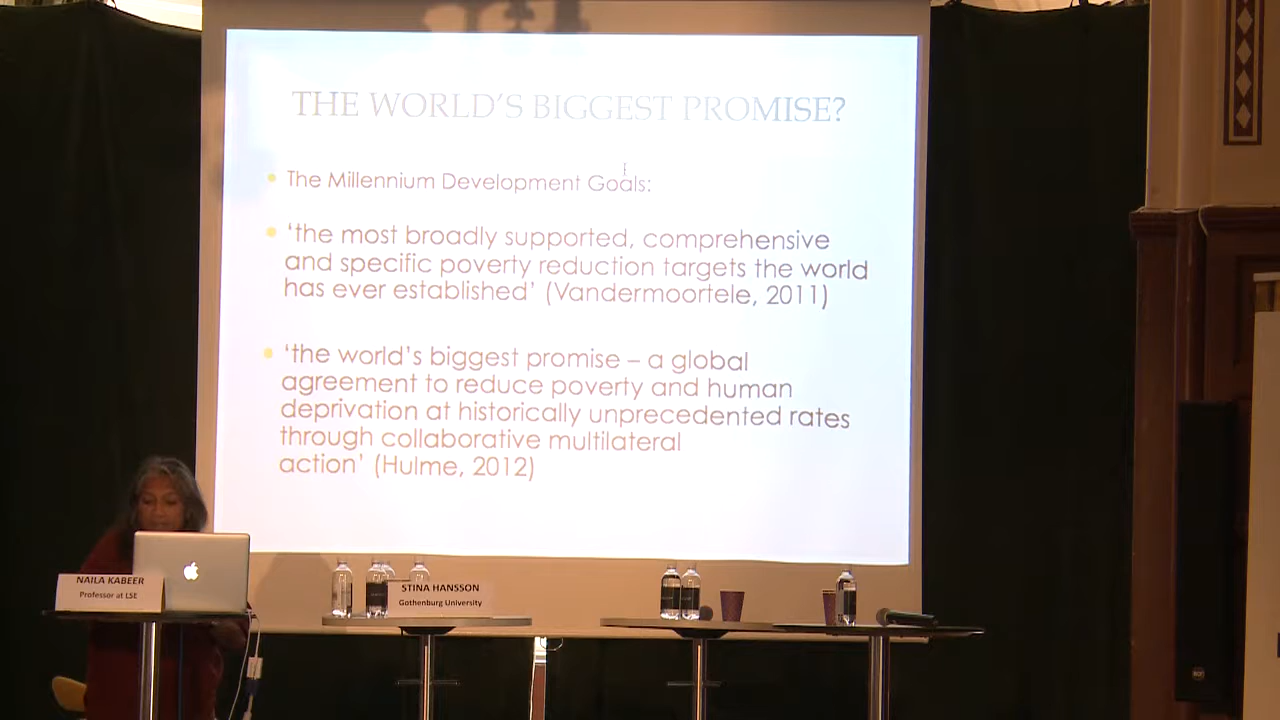 THE WORLD'S BIGGEST PROMISE?
The Millennium Development Goals:
'the most broadly supported, comprehensive
and specific poverty reduction targets the world
has ever established' (Vandermoortele, 2011)
'the world's biggest promise – a global
agreement to reduce poverty and human
deprivation at historically unprecedented rates
through collaborative multilateral
action' (Hulme, 2012)
NAILA KABEER
Professor at LSE
STINA HANSSON
Gothenburg University